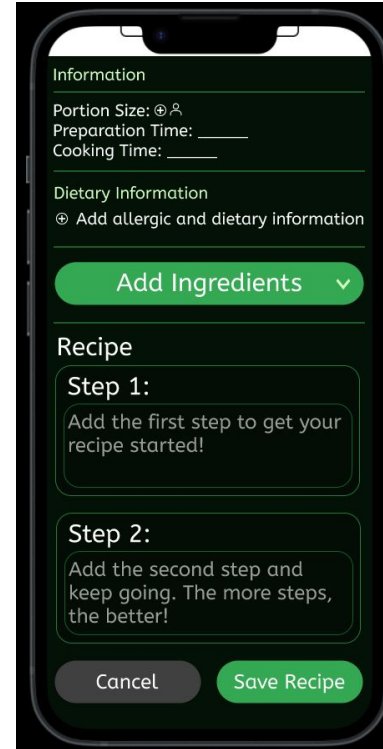 Information
Portion Size:
Preparation Time: ______
Cooking Time: ______
Dietary Information
Add allergic and dietary information
Add Ingredients
Recipe
Step 1:
Add the first step to get your
recipe started!
Step 2:
Add the second step and
keep going. The more steps,
the better!
Cancel
Save Recipe